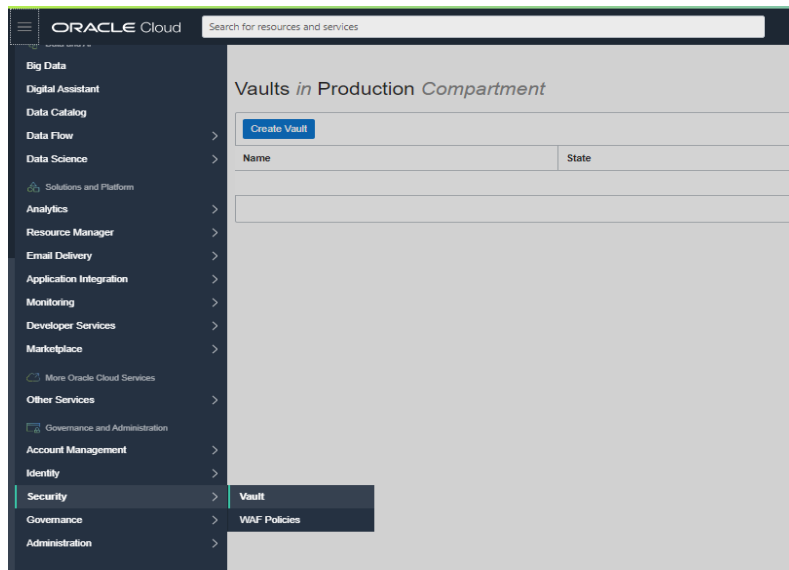 ORACLE Cloud
Search for resources and services
Big Data
Digital Assistant
Data Catalog
Data Flow
Data Science
Solutions and Platform
Analytics
Resource Manager
Email Delivery
Application Integration
Monitoring
Developer Services
Marketplace
More Oracle Cloud Services
Other Services
Governance and Administration
Account Management
Identity
Security
Governance
Administration
Vault
WAF Policies
Vaults in Production Compartment
Create Vault
Name State